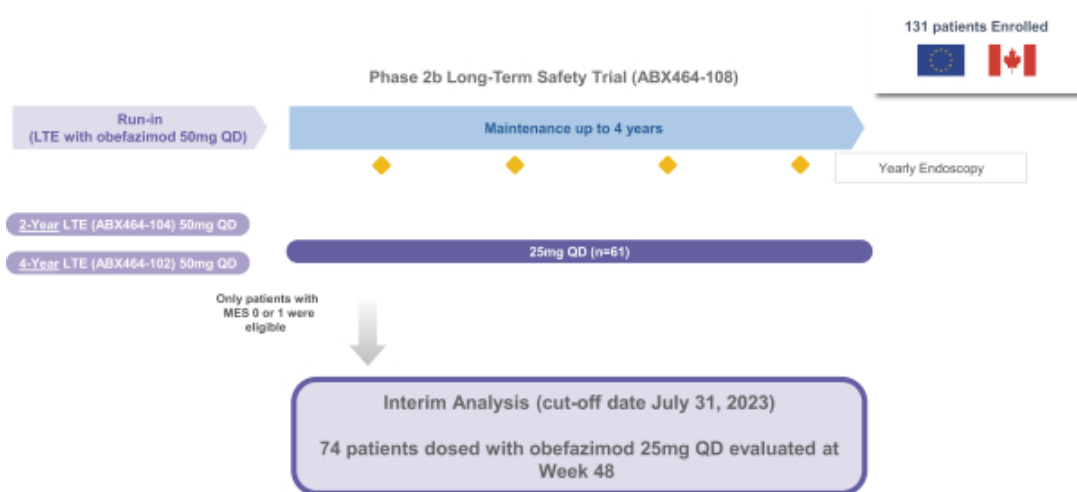 131 patients Enrolled
Phase 2b Long-Term Safety Trial (ABX464-108)
Run-in
(LTE with obefazimod 50mg QD)
Maintenance up to 4 years
Yearly Endoscopy
2-Year LTE (ABX464-104) 50mg QD
4-Year LTE (ABX464-102) 50mg QD
25mg QD (n=61)
Only patients with
MES 0 or 1 were
eligible
Interim Analysis (cut-off date July 31, 2023)
74 patients dosed with obefazimod 25mg QD evaluated at
Week 48